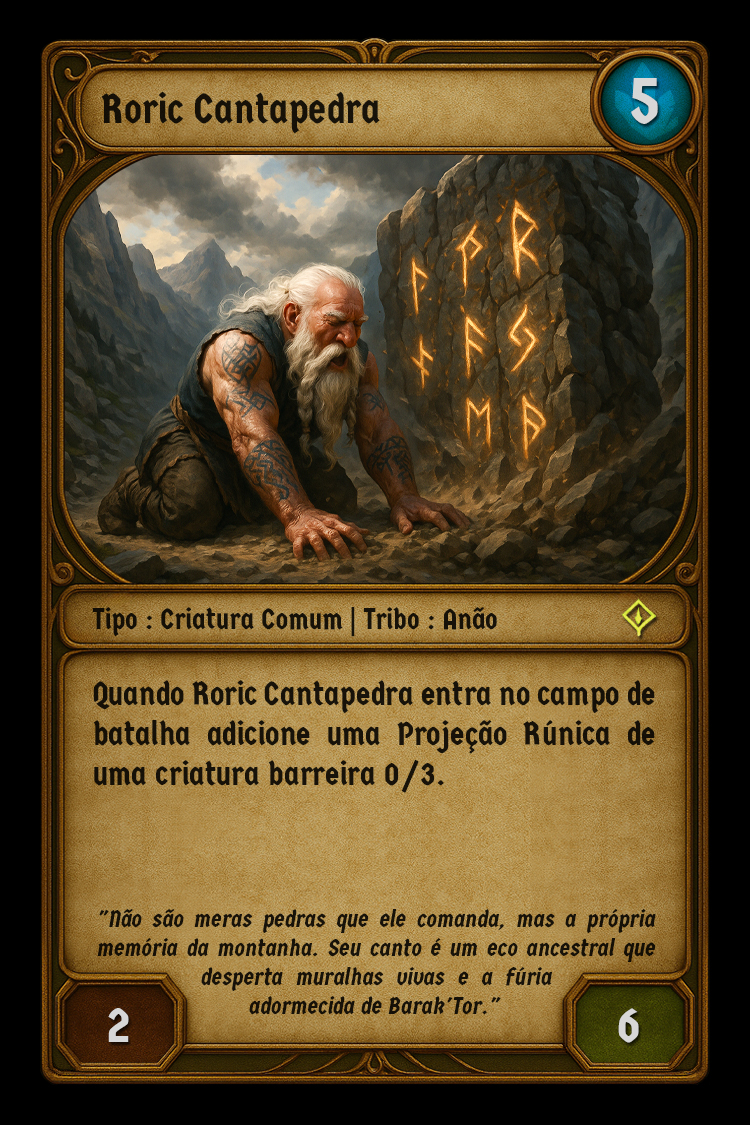 Roric Cantapedra
5
Tipo : Criatura Comum | Tribo : Anão
Quando Roric Cantapedra entra no campo de
batalha adicione uma Projeção Rúnica de
uma criatura barreira 0/3.
"Não são meras pedras que ele comanda, mas a própria
memória da montanha. Seu canto é um eco ancestral que
desperta muralhas vivas e a fúria
adormecida de Barak'Tor."
2
6